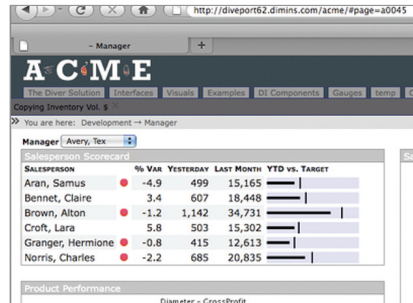 http://diveport62.dimins.com/acme/#page=a0045
- Manager
+
ACME
The Diver Solution Interfaces Visuals Examples DI Components Gauges temp
Copying Inventory Vol. $
You are here: Development → Manager
Manager Avery, Tex
Salesperson Scorecard
SALESPERSON % VAR YESTERDAY LAST MONTH YTD VS. TARGET
Aran, Samus -4.9 499 15,165
Bennet, Claire 3.4 607 18,448
Brown, Alton -1.2 1,142 34,731
Croft, Lara 5.8 503 15,302
Granger, Hermione -0.8 415 12,613
Norris, Charles -2.2 685 20,835
Product Performance
Diameter - GrossProfit